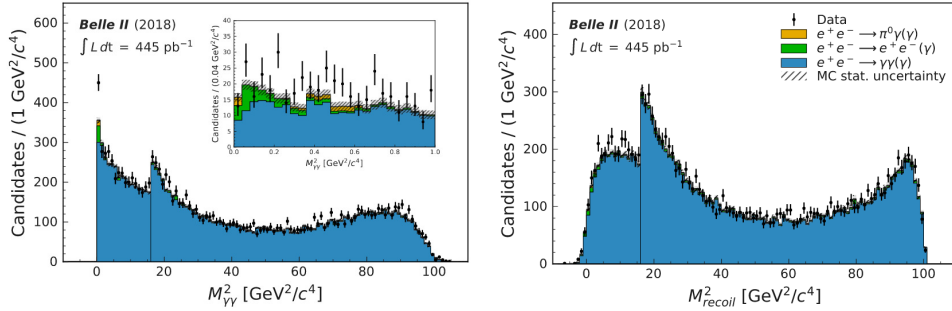 Belle II (2018)
∫ L dt = 445 pb⁻¹
Candidates / (1 GeV²/c⁴)
600
500
400
300
200
100
0
0 20 40 60 80 100
M²γγ [GeV²/c⁴]
Candidates / (0.04 GeV²/c⁴)
40
35
30
25
20
15
10
5
0
0.0 0.2 0.4 0.6 0.8 1.0
M²γγ [GeV²/c⁴]
Belle II (2018)
∫ L dt = 445 pb⁻¹
Data
e⁺e⁻ → π⁰γ(γ)
e⁺e⁻ → e⁺e⁻(γ)
e⁺e⁻ → γγ(γ)
MC stat. uncertainty
Candidates / (1 GeV²/c⁴)
400
300
200
100
0
0 20 40 60 80 100
M²recoil [GeV²/c⁴]